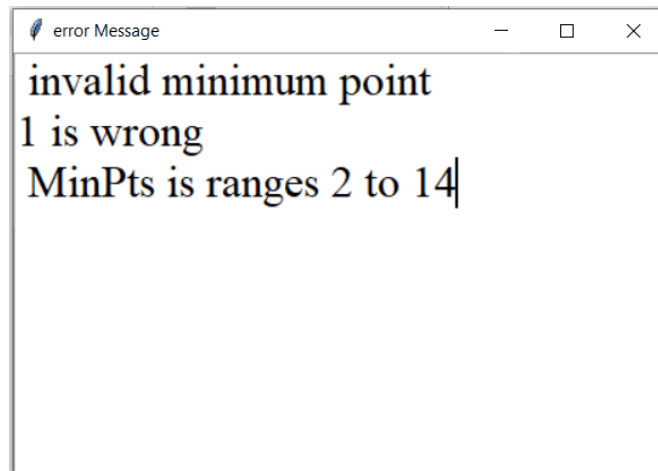 error Message
invalid minimum point
1 is wrong
MinPts is ranges 2 to 14